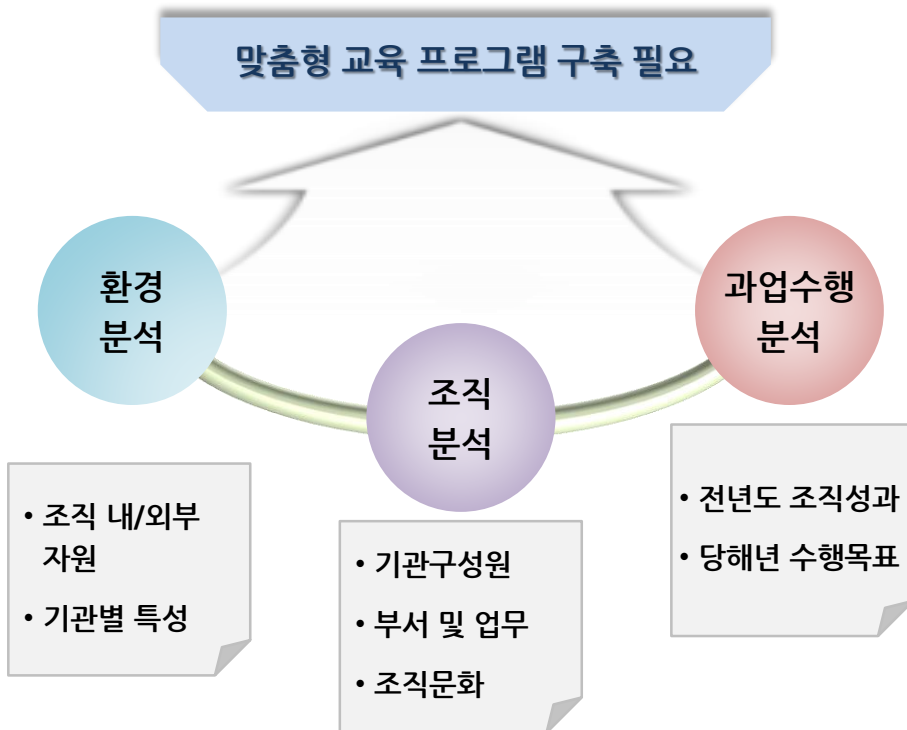 맞춤형 교육 프로그램 구축 필요
환경
분석
조직
분석
과업수행
분석
• 조직 내/외부
자원
• 기관별 특성
• 기관구성원
• 부서 및 업무
• 조직문화
• 전년도 조직성과
• 당해년 수행목표